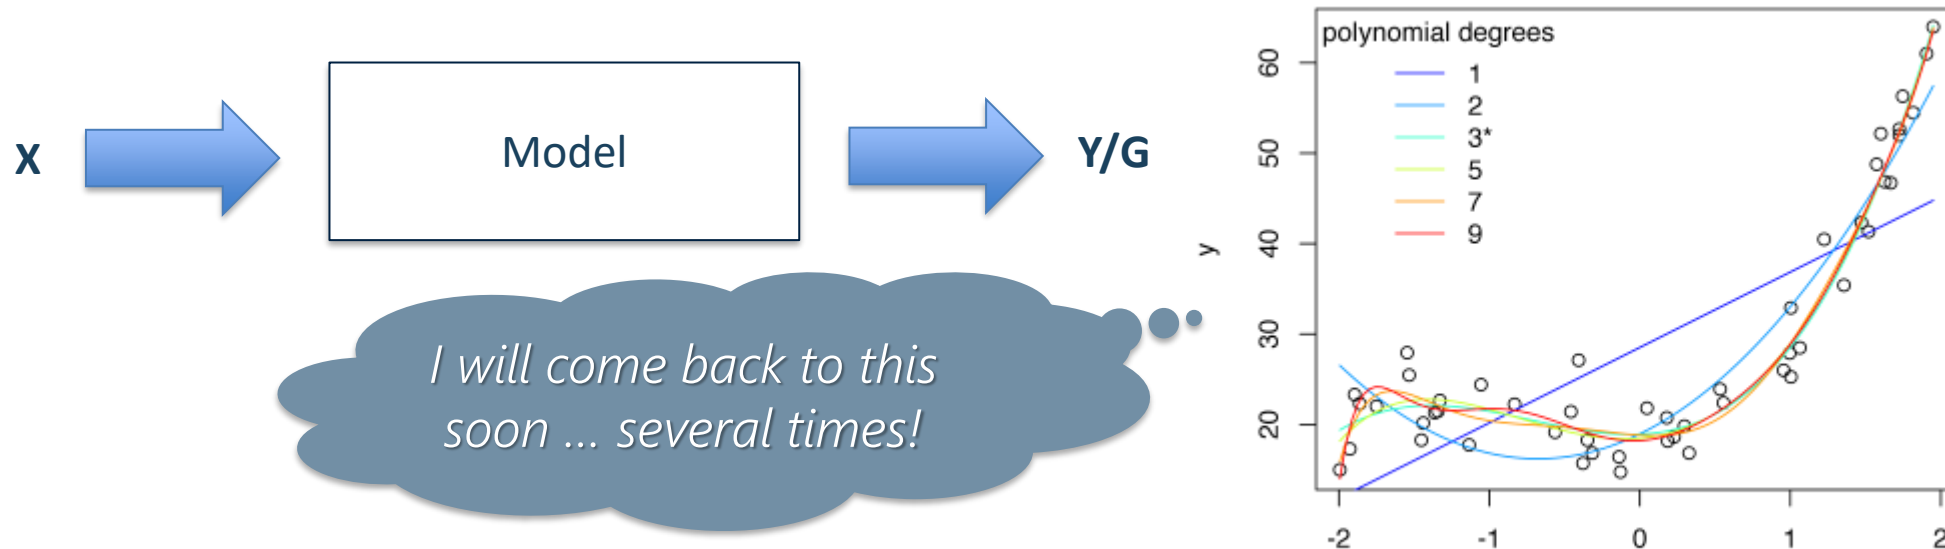 X
Model
Y/G
I will come back to this
soon ... several times!
polynomial degrees
1
2
3*
5
7
9
y
60
50
40
30
20
-2 -1 0 1 2